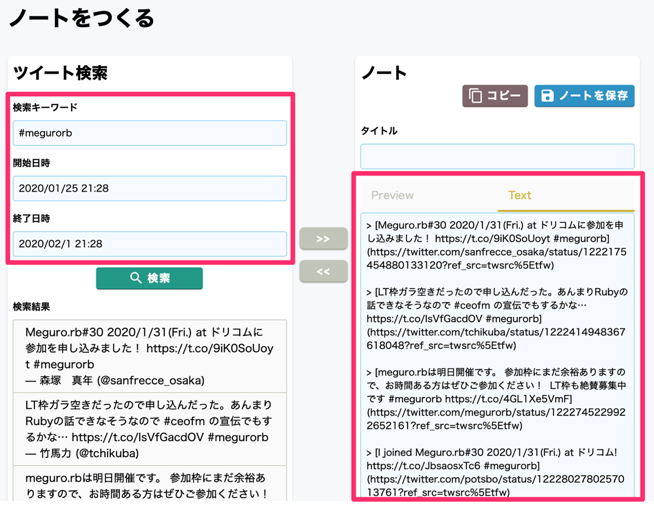 ノートをつくる
ツイート検索
検索キーワード
#megurorb
開始日時
2020/01/25 21:28
終了日時
2020/02/1 21:28
検索
検索結果
Meguro.rb#30 2020/1/31(Fri.) at ドリコムに
参加を申し込みました！ https://t.co/9iK0SoUoy
t #megurorb
— 森塚　真年 (@sanfrecce_osaka)
LT枠ガラ空きだったので申し込んだった。あんまり
Rubyの話できなそうなので #ceofm の宣伝でもす
るかな… https://t.co/lsVfGacdOV #megurorb
— 竹馬力 (@tchikuba)
meguro.rbは明日開催です。 参加枠にまだ余裕あ
りますので、お時間ある方はぜひご参加ください！
>>
<<
ノート
コピー
ノートを保存
タイトル
Preview
Text
> [Meguro.rb#30 2020/1/31(Fri.) at ドリコムに参加を申
し込みました！ https://t.co/9iK0SoUoyt #megurorb]
(https://twitter.com/sanfrecce_osaka/status/1222175
454880133120?ref_src=twsrc%5Etfw)
> [LT枠ガラ空きだったので申し込んだった。あんまりRubyの
話できなそうなので #ceofm の宣伝でもするかな…
https://t.co/lsVfGacdOV #megurorb]
(https://twitter.com/tchikuba/status/1222414948367
618048?ref_src=twsrc%5Etfw)
> [meguro.rbは明日開催です。 参加枠にまだ余裕ありますの
で、お時間ある方はぜひご参加ください！ LT枠も絶賛募集中
です #megurorb https://t.co/4GL1Xe5VmF]
(https://twitter.com/megurorb/status/122274522992
2652161?ref_src=twsrc%5Etfw)
> [I joined Meguro.rb#30 2020/1/31(Fri.) at ドリコム!
https://t.co/JbsaosxTc6 #megurorb]
(https://twitter.com/potsbo/status/12228027802570
13761?ref_src=twsrc%5Etfw)